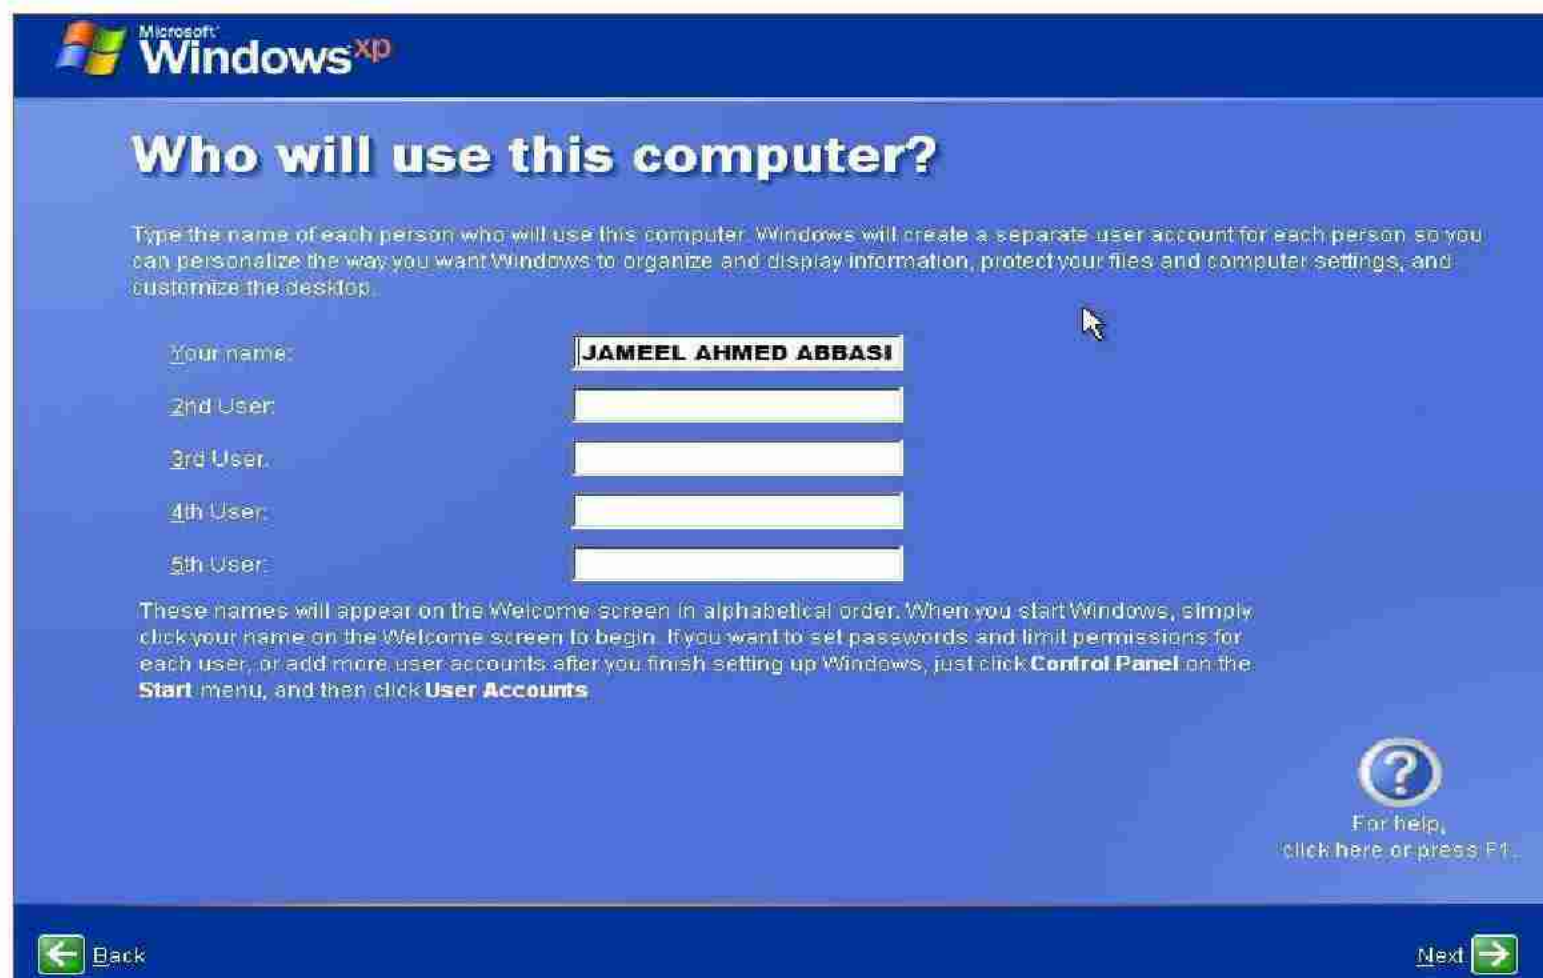 Microsoft
Windows xp
Who will use this computer?
Type the name of each person who will use this computer. Windows will create a separate user account for each person so you
can personalize the way you want Windows to organize and display information, protect your files and computer settings, and
customize the desktop.
Your name: JAMEEL AHMED ABBASI
2nd User:
3rd User:
4th User:
5th User:
These names will appear on the Welcome screen in alphabetical order. When you start Windows, simply
click your name on the Welcome screen to begin. If you want to set passwords and limit permissions for
each user, or add more user accounts after you finish setting up Windows, just click Control Panel on the
Start menu, and then click User Accounts
?
For help,
click here or press F1.
Back
Next